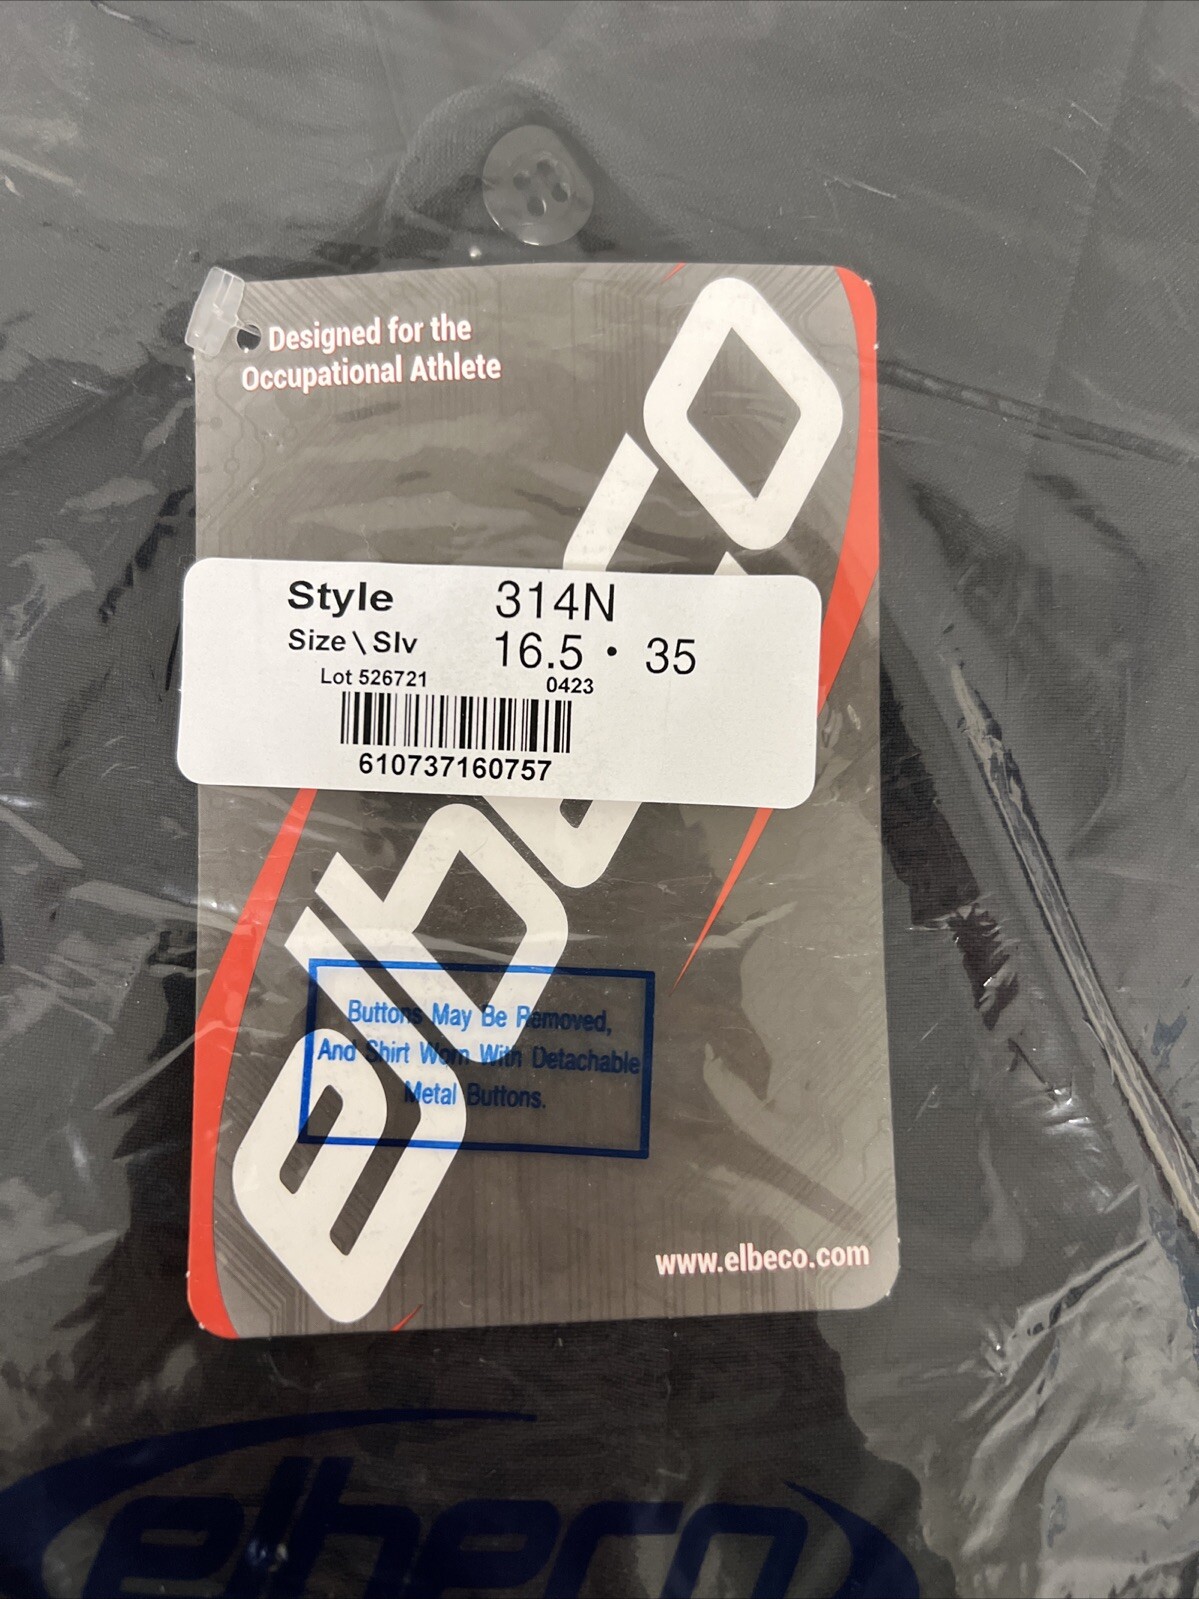 Designed for the
Occupational Athlete
elbeco
Style 314N
Size \ Slv 16.5 · 35
Lot 526721 0423
610737160757
Buttons May Be Removed,
And Shirt Worn With Detachable
Metal Buttons.
www.elbeco.com
elbeco